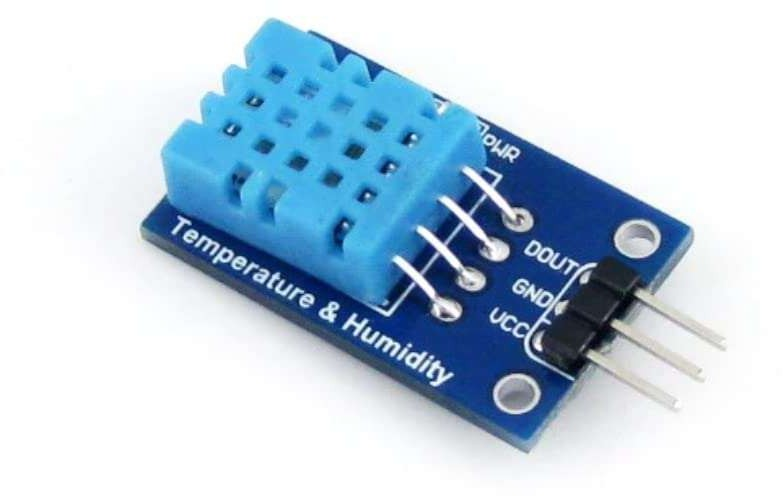 PWR
DOUT
GND
VCC
Temperature & Humidity